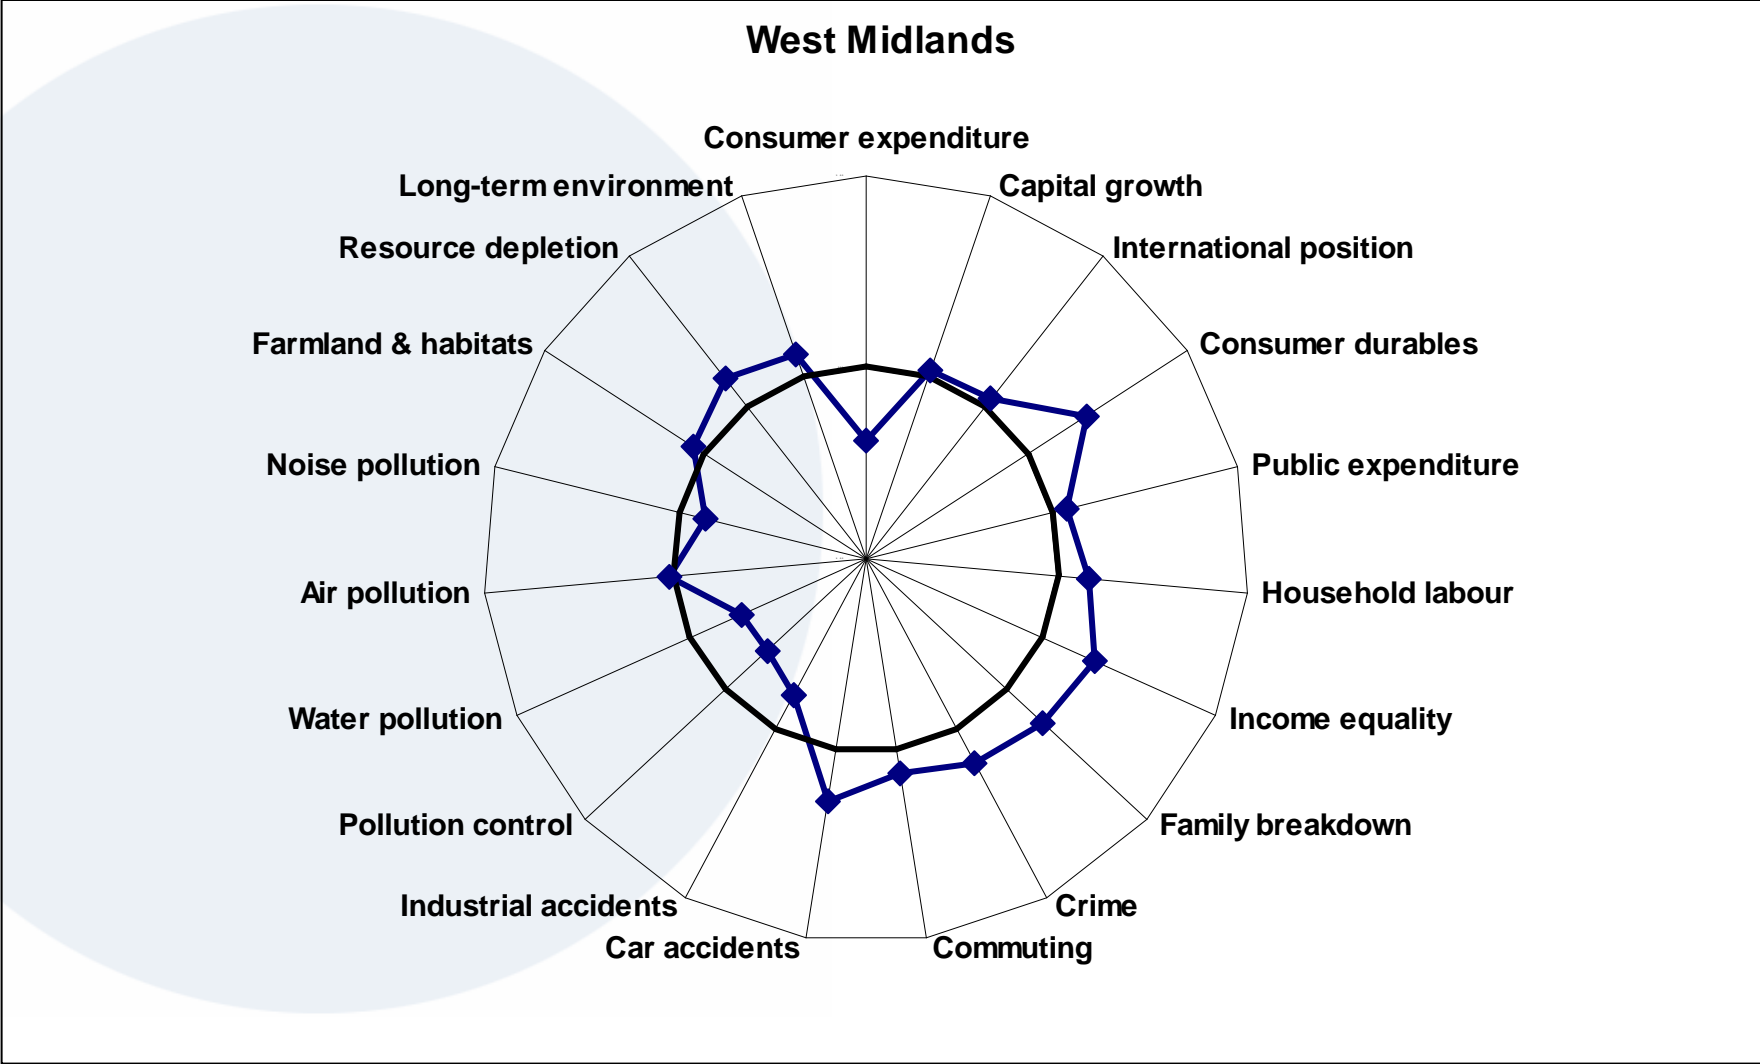 West Midlands
Consumer expenditure
Capital growth
International position
Consumer durables
Public expenditure
Household labour
Income equality
Family breakdown
Crime
Commuting
Car accidents
Industrial accidents
Pollution control
Water pollution
Air pollution
Noise pollution
Farmland & habitats
Resource depletion
Long-term environment